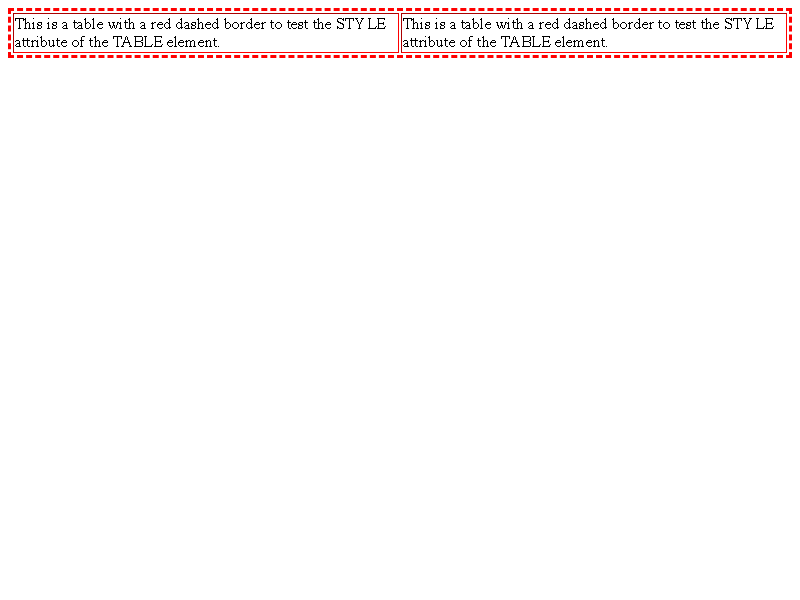 This is a table with a red dashed border to test the STYLE
attribute of the TABLE element.
This is a table with a red dashed border to test the STYLE
attribute of the TABLE element.